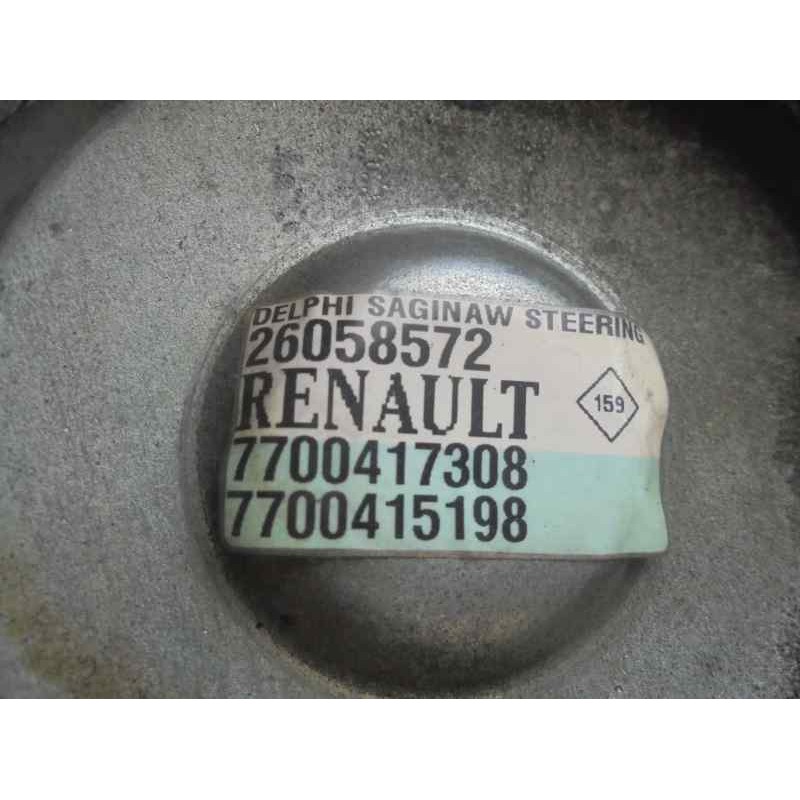 DELPHI SAGINAW STEERING
26058572
RENAULT
159
7700417308
7700415198